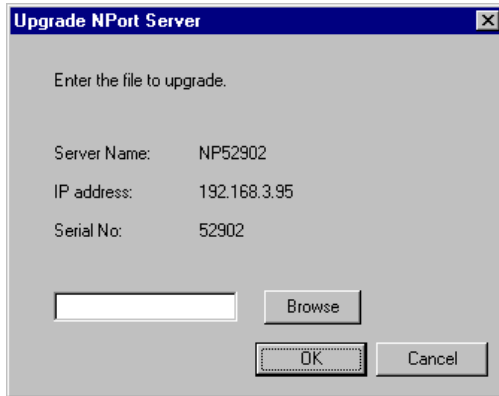 Upgrade NPort Server
Enter the file to upgrade.
Server Name: NP52902
IP address: 192.168.3.95
Serial No: 52902
Browse
OK Cancel